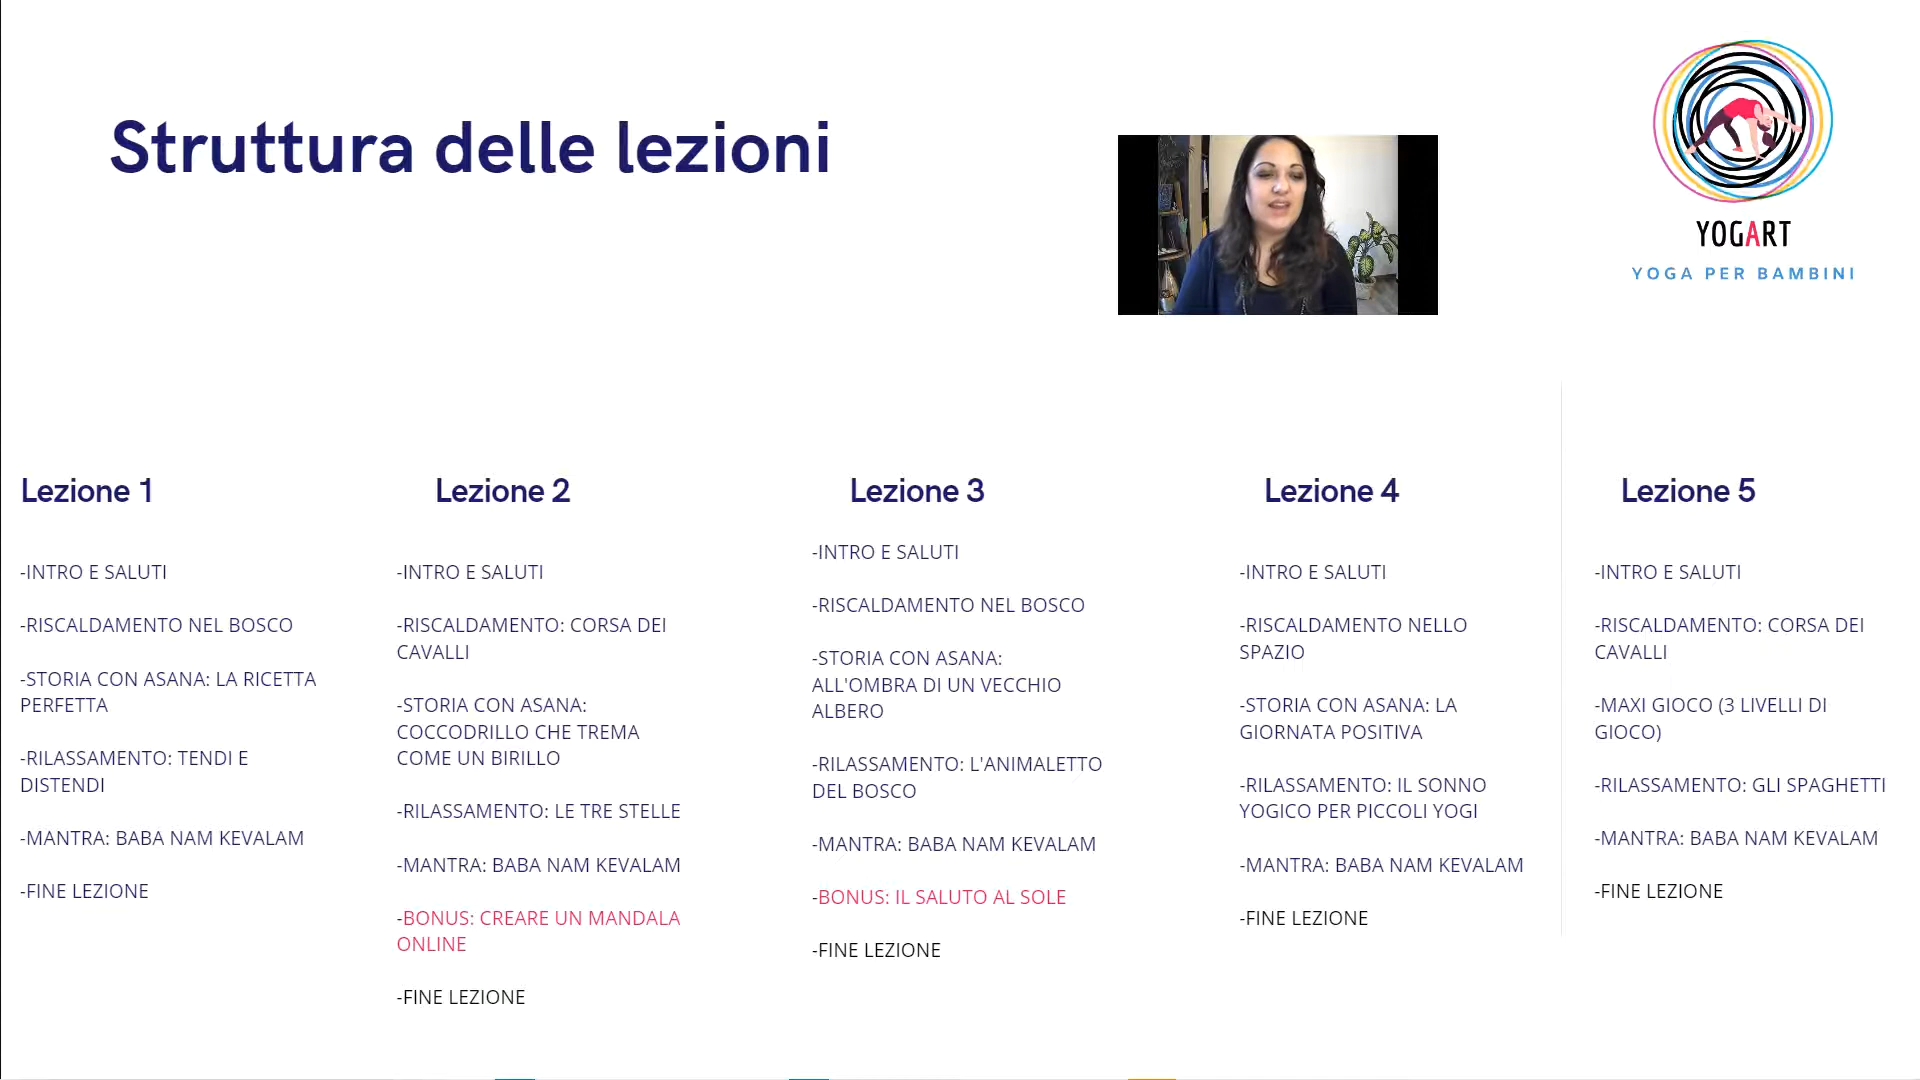 Struttura delle lezioni
YOGART
YOGA PER BAMBINI
Lezione 1
-INTRO E SALUTI
-RISCALDAMENTO NEL BOSCO
-STORIA CON ASANA: LA RICETTA
PERFETTA
-RILASSAMENTO: TENDI E
DISTENDI
-MANTRA: BABA NAM KEVALAM
-FINE LEZIONE
Lezione 2
-INTRO E SALUTI
-RISCALDAMENTO: CORSA DEI
CAVALLI
-STORIA CON ASANA:
COCCODRILLO CHE TREMA
COME UN BIRILLO
-RILASSAMENTO: LE TRE STELLE
-MANTRA: BABA NAM KEVALAM
-BONUS: CREARE UN MANDALA
ONLINE
-FINE LEZIONE
Lezione 3
-INTRO E SALUTI
-RISCALDAMENTO NEL BOSCO
-STORIA CON ASANA:
ALL'OMBRA DI UN VECCHIO
ALBERO
-RILASSAMENTO: L'ANIMALETTO
DEL BOSCO
-MANTRA: BABA NAM KEVALAM
-BONUS: IL SALUTO AL SOLE
-FINE LEZIONE
Lezione 4
-INTRO E SALUTI
-RISCALDAMENTO NELLO
SPAZIO
-STORIA CON ASANA: LA
GIORNATA POSITIVA
-RILASSAMENTO: IL SONNO
YOGICO PER PICCOLI YOGI
-MANTRA: BABA NAM KEVALAM
-FINE LEZIONE
Lezione 5
-INTRO E SALUTI
-RISCALDAMENTO: CORSA DEI
CAVALLI
-MAXI GIOCO (3 LIVELLI DI
GIOCO)
-RILASSAMENTO: GLI SPAGHETTI
-MANTRA: BABA NAM KEVALAM
-FINE LEZIONE